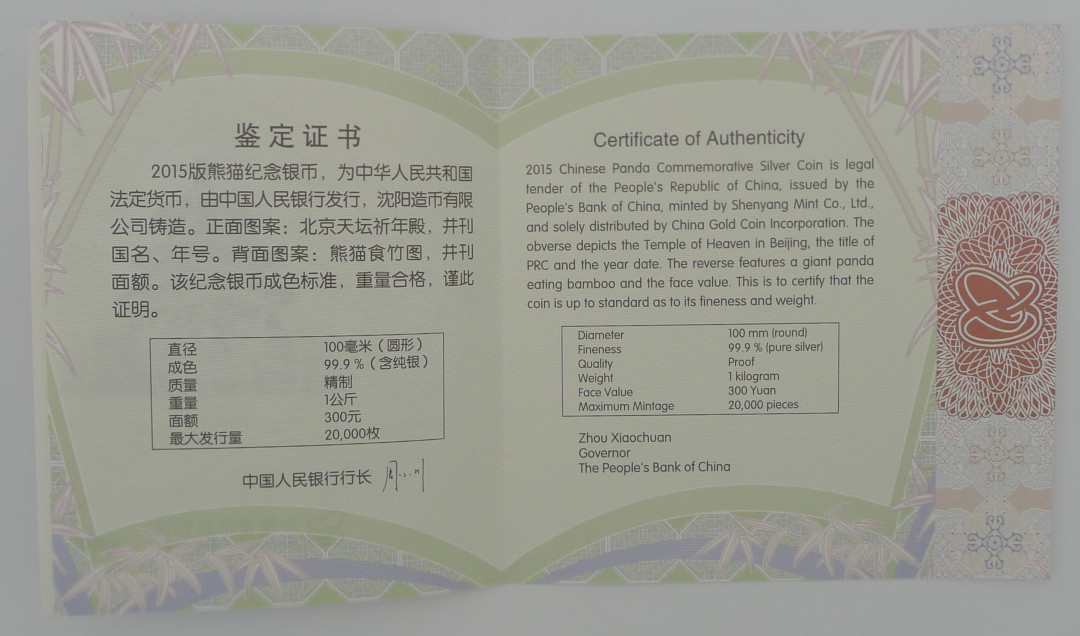 鉴定证书
2015版熊猫纪念银币，为中华人民共和国
法定货币，由中国人民银行发行，沈阳造币有限
公司铸造。正面图案：北京天坛祈年殿，并刊
国名、年号。背面图案：熊猫食竹图，并刊
面额。该纪念银币成色标准，重量合格，谨此
证明。
直径 100毫米（圆形）
成色 99.9 %（含纯银）
质量 精制
重量 1公斤
面额 300元
最大发行量 20,000枚
中国人民银行行长
Certificate of Authenticity
2015 Chinese Panda Commemorative Silver Coin is legal
tender of the People's Republic of China, issued by the
People's Bank of China, minted by Shenyang Mint Co., Ltd.,
and solely distributed by China Gold Coin Incorporation. The
obverse depicts the Temple of Heaven in Beijing, the title of
PRC and the year date. The reverse features a giant panda
eating bamboo and the face value. This is to certify that the
coin is up to standard as to its fineness and weight.
Diameter 100 mm (round)
Fineness 99.9 % (pure silver)
Quality Proof
Weight 1 kilogram
Face Value 300 Yuan
Maximum Mintage 20,000 pieces
Zhou Xiaochuan
Governor
The People's Bank of China